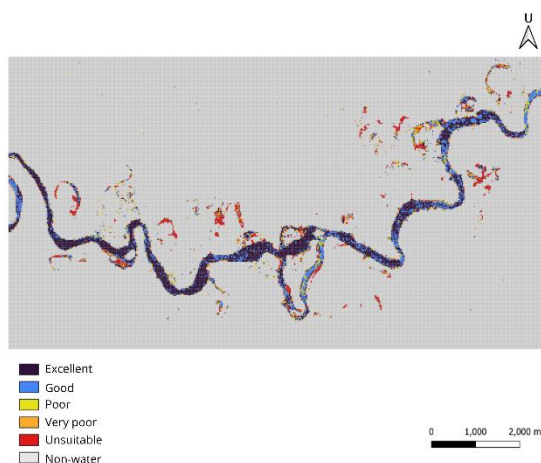 U
Excellent
Good
Poor
Very poor
Unsuitable
Non-water
0 1,000 2,000 m